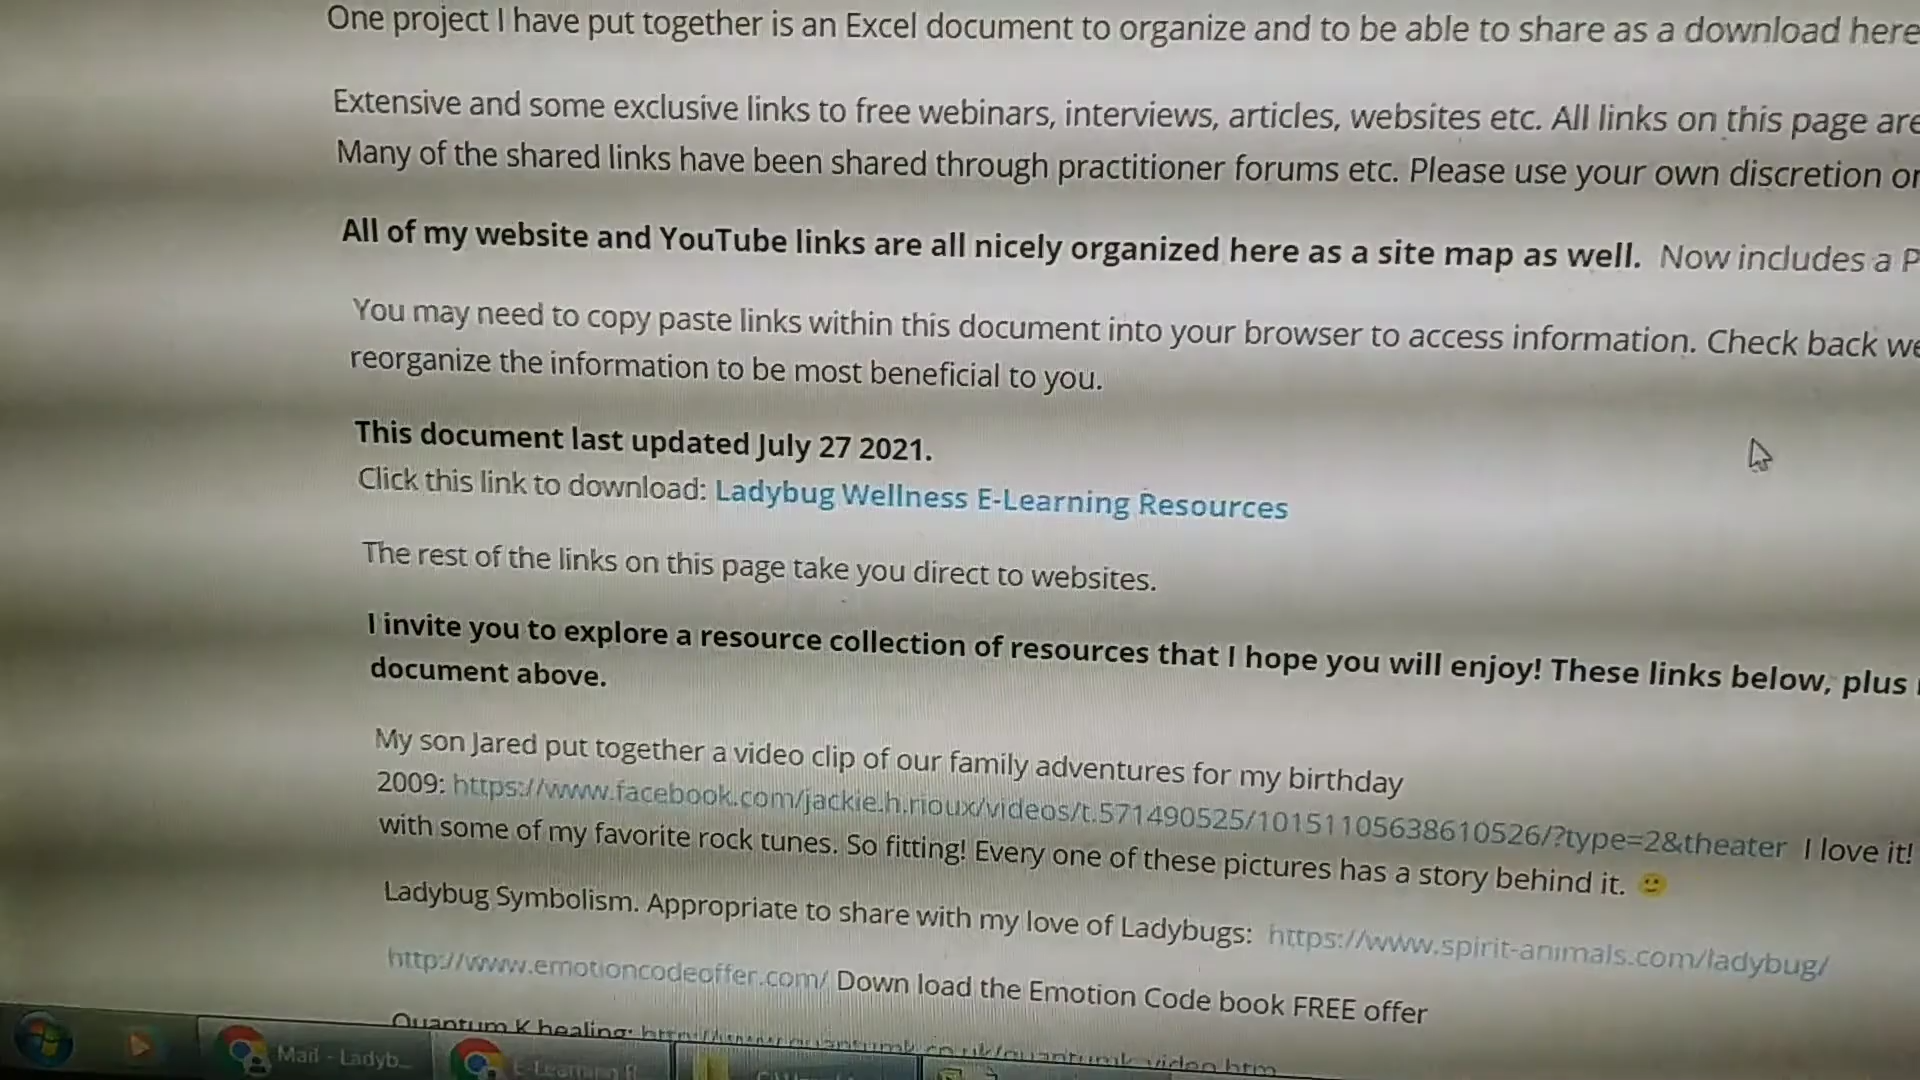 One project I have put together is an Excel document to organize and to be able to share as a download here
Extensive and some exclusive links to free webinars, interviews, articles, websites etc. All links on this page are
Many of the shared links have been shared through practitioner forums etc. Please use your own discretion or
All of my website and YouTube links are all nicely organized here as a site map as well. Now includes a P
You may need to copy paste links within this document into your browser to access information. Check back we
reorganize the information to be most beneficial to you.
This document last updated July 27 2021.
Click this link to download: Ladybug Wellness E-Learning Resources
The rest of the links on this page take you direct to websites.
I invite you to explore a resource collection of resources that I hope you will enjoy! These links below, plus
document above.
My son Jared put together a video clip of our family adventures for my birthday
2009: https://www.facebook.com/jackie.h.rioux/videos/t.571490525/10151105638610526/?type=2&theater I love it!
with some of my favorite rock tunes. So fitting! Every one of these pictures has a story behind it. 🙂
Ladybug Symbolism. Appropriate to share with my love of Ladybugs: https://www.spirit-animals.com/ladybug/
http://www.emotioncodeoffer.com/ Down load the Emotion Code book FREE offer
Quantum K healing:
Mail - Ladyb...
E-Learning R